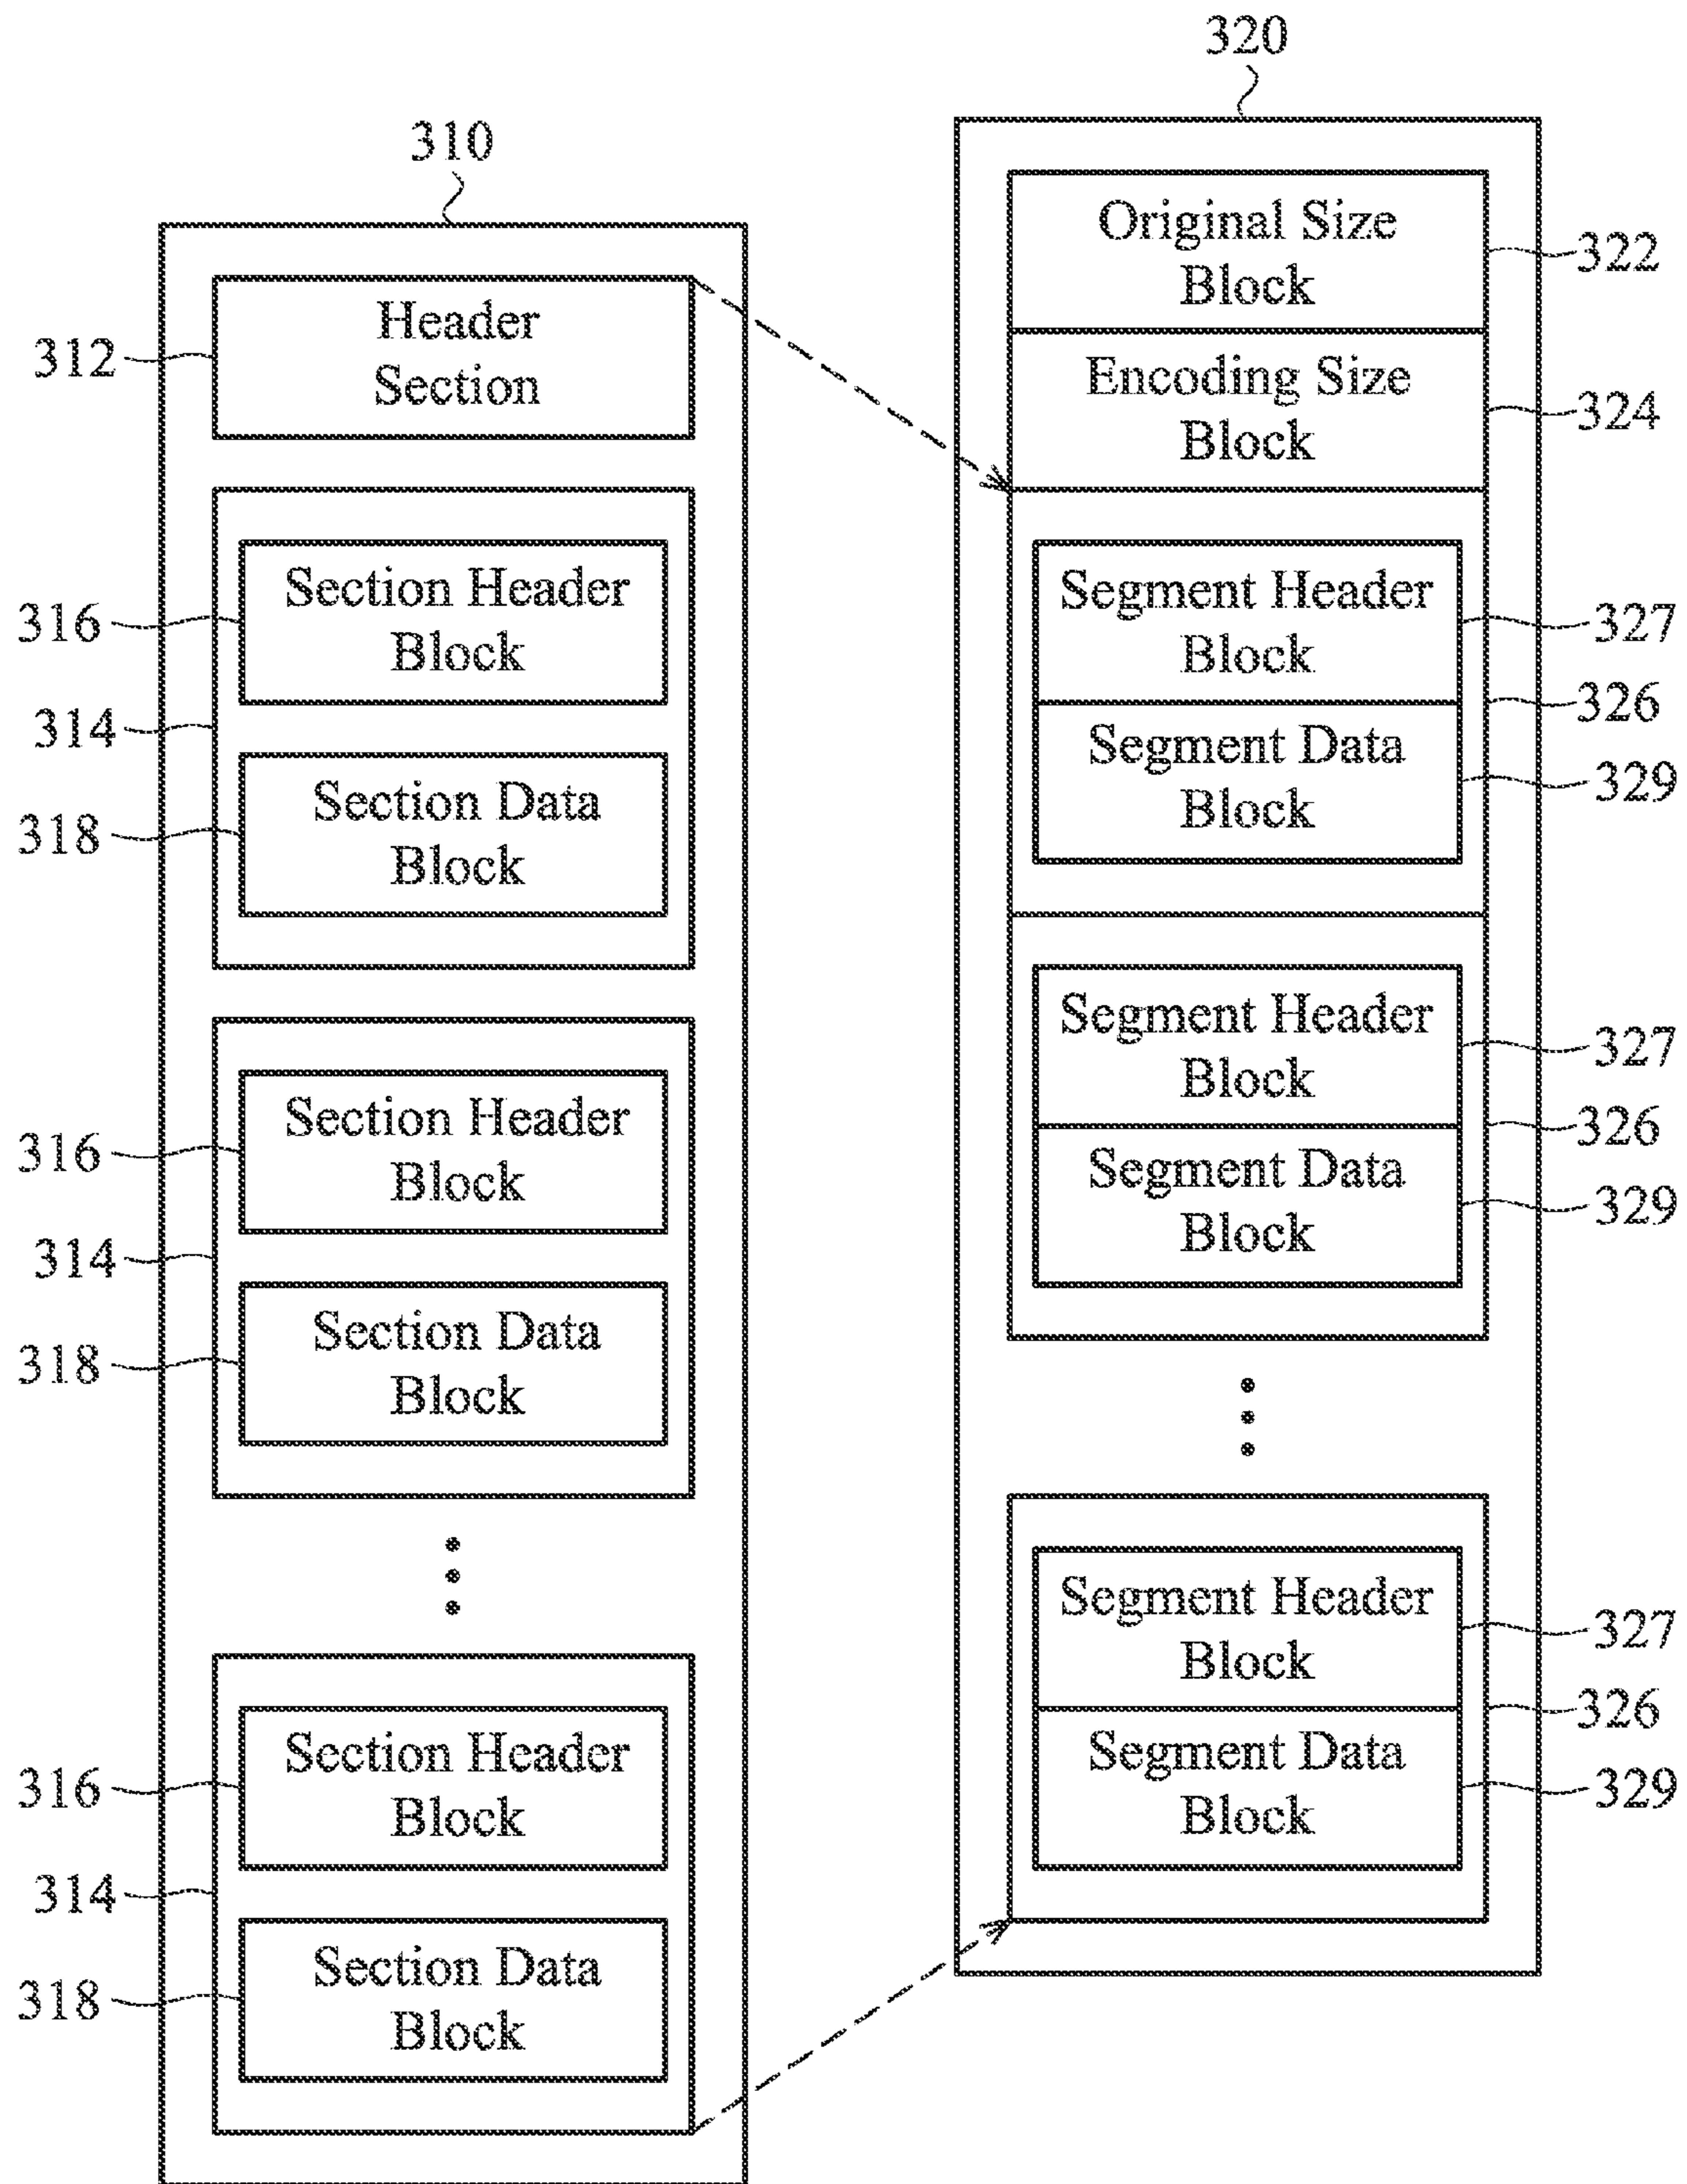 310
312
Header
Section
316
Section Header
Block
314
318
Section Data
Block
316
Section Header
Block
314
318
Section Data
Block
316
Section Header
Block
314
318
Section Data
Block
320
Original Size
Block
322
Encoding Size
Block
324
Segment Header
Block
327
326
Segment Data
Block
329
Segment Header
Block
327
326
Segment Data
Block
329
Segment Header
Block
327
326
Segment Data
Block
329